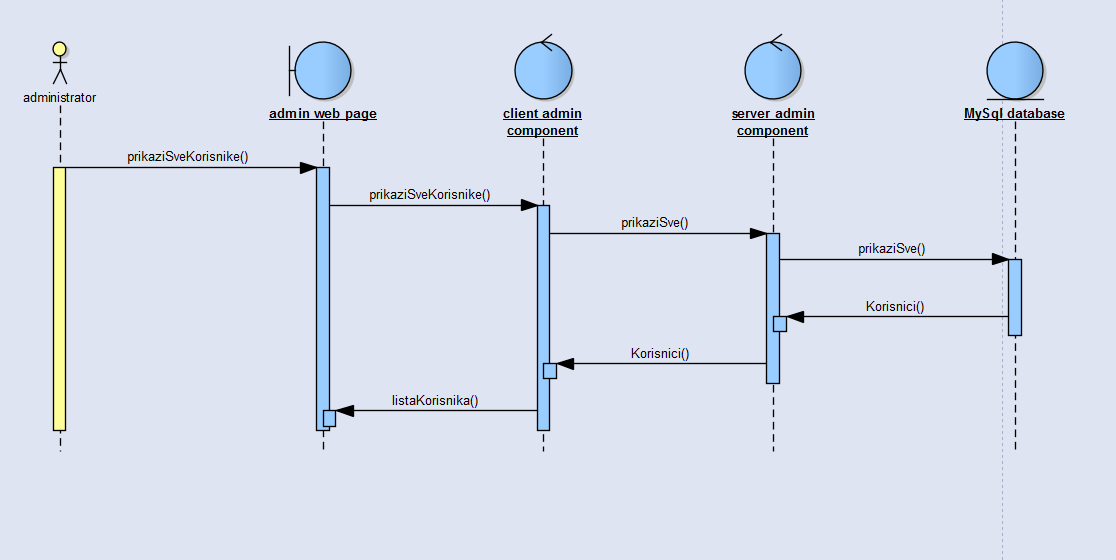 administrator
admin web page
client admin
component
server admin
component
MySql database
prikaziSveKorisnike()
prikaziSveKorisnike()
prikaziSve()
prikaziSve()
Korisnici()
Korisnici()
listaKorisnika()